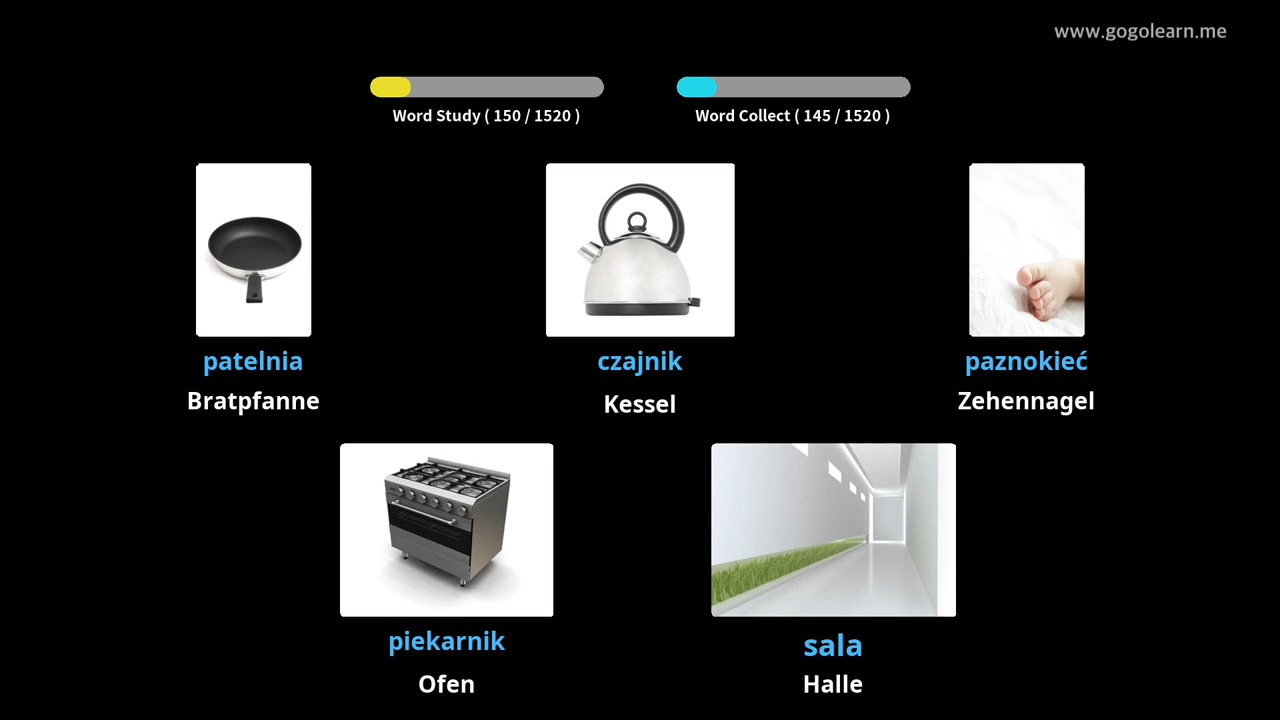 www.gogolearn.me
Word Study ( 150 / 1520 )
Word Collect ( 145 / 1520 )
patelnia
Bratpfanne
czajnik
Kessel
paznokieć
Zehennagel
piekarnik
Ofen
sala
Halle